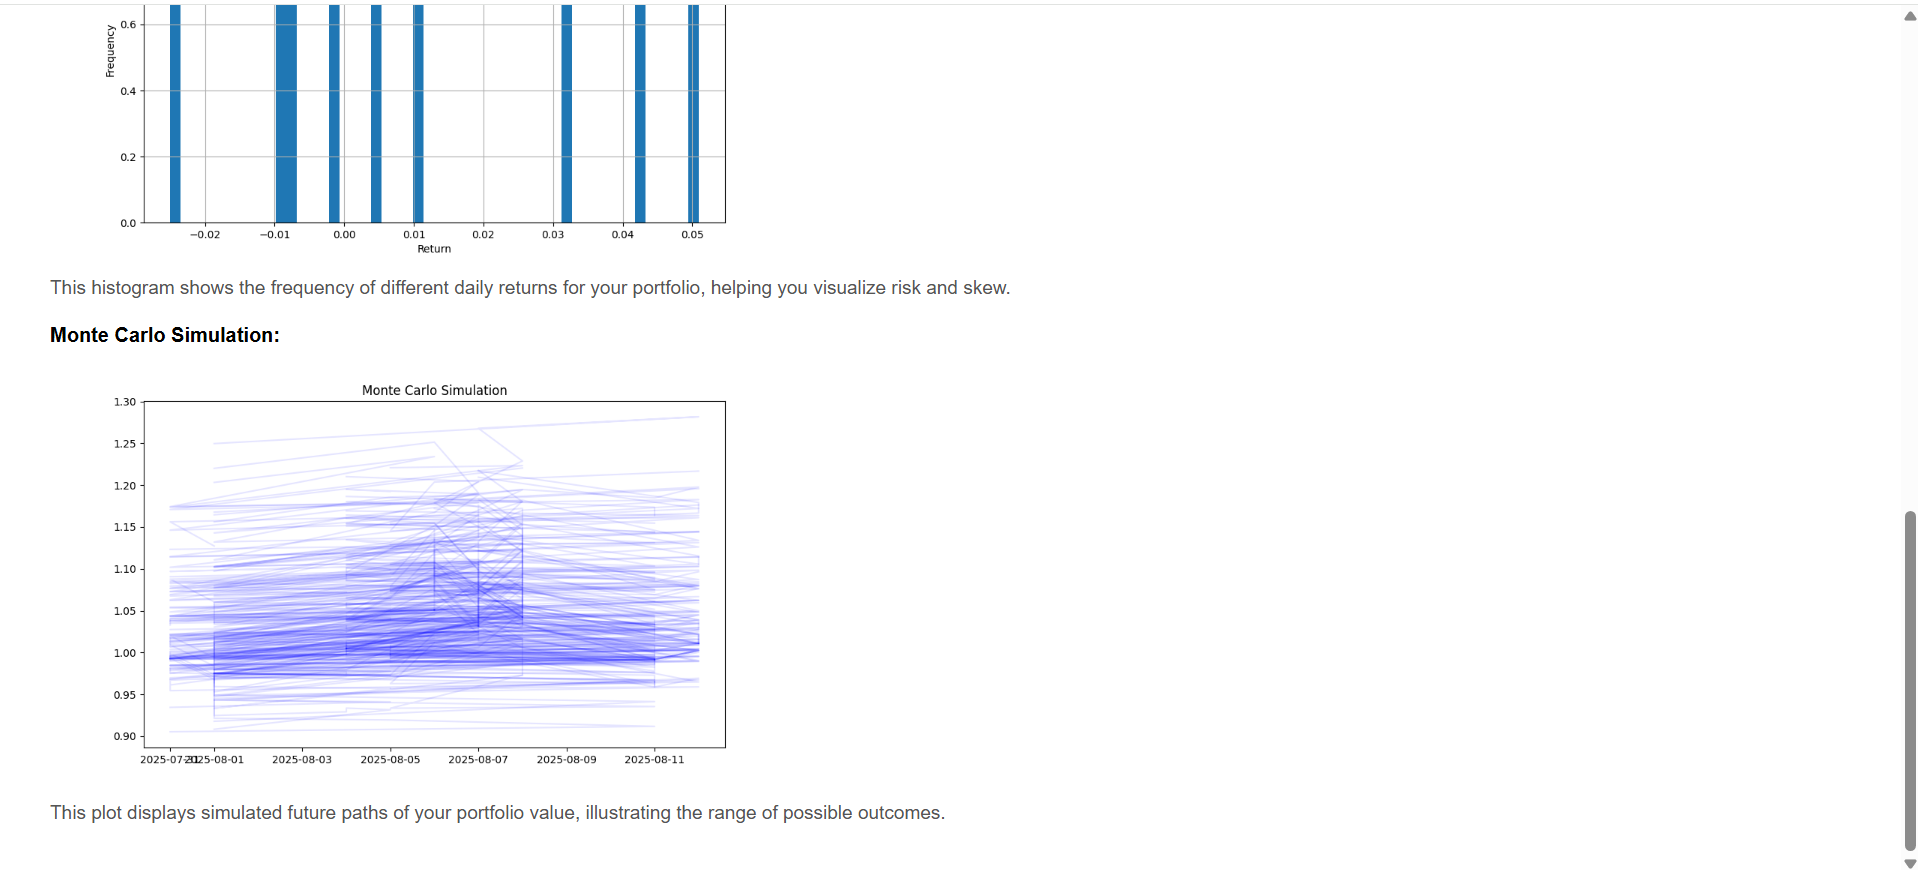 0.6
Frequency
0.4
0.2
0.0
−0.02 −0.01 0.00 0.01 0.02 0.03 0.04 0.05
Return
This histogram shows the frequency of different daily returns for your portfolio, helping you visualize risk and skew.
Monte Carlo Simulation:
Monte Carlo Simulation
1.30
1.25
1.20
1.15
1.10
1.05
1.00
0.95
0.90
2025-07-31 2025-08-01 2025-08-03 2025-08-05 2025-08-07 2025-08-09 2025-08-11
This plot displays simulated future paths of your portfolio value, illustrating the range of possible outcomes.